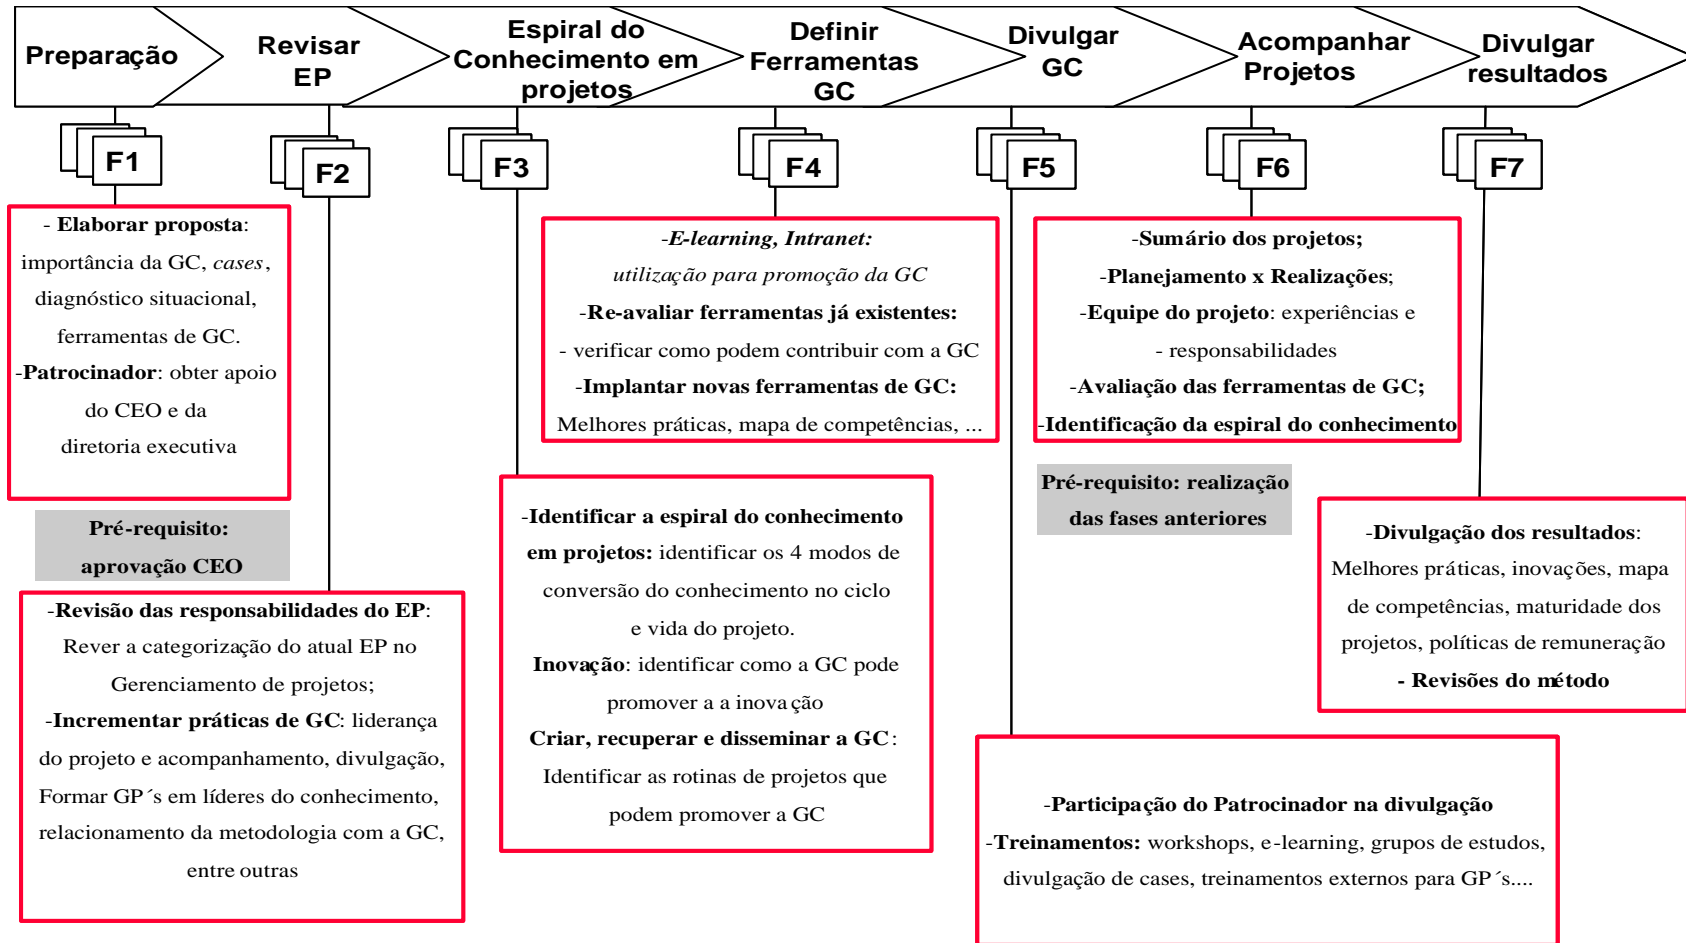 Preparação
Revisar
EP
Espiral do
Conhecimento em
projetos
Definir
Ferramentas
GC
Divulgar
GC
Acompanhar
Projetos
Divulgar
resultados
F1
F2
F3
F4
F5
F6
F7
- Elaborar proposta:
importância da GC, cases,
diagnóstico situacional,
ferramentas de GC.
-Patrocinador: obter apoio
do CEO e da
diretoria executiva
Pré-requisito:
aprovação CEO
-Revisão das responsabilidades do EP:
Rever a categorização do atual EP no
Gerenciamento de projetos;
-Incrementar práticas de GC: liderança
do projeto e acompanhamento, divulgação,
Formar GP´s em líderes do conhecimento,
relacionamento da metodologia com a GC,
entre outras
-Identificar a espiral do conhecimento
em projetos: identificar os 4 modos de
conversão do conhecimento no ciclo
e vida do projeto.
Inovação: identificar como a GC pode
promover a a inovação
Criar, recuperar e disseminar a GC:
Identificar as rotinas de projetos que
podem promover a GC
-E-learning, Intranet:
utilização para promoção da GC
-Re-avaliar ferramentas já existentes:
- verificar como podem contribuir com a GC
-Implantar novas ferramentas de GC:
Melhores práticas, mapa de competências, ...
-Participação do Patrocinador na divulgação
-Treinamentos: workshops, e-learning, grupos de estudos,
divulgação de cases, treinamentos externos para GP´s....
-Sumário dos projetos;
-Planejamento x Realizações;
-Equipe do projeto: experiências e
- responsabilidades
-Avaliação das ferramentas de GC;
-Identificação da espiral do conhecimento
Pré-requisito: realização
das fases anteriores
-Divulgação dos resultados:
Melhores práticas, inovações, mapa
de competências, maturidade dos
projetos, políticas de remuneração
- Revisões do método